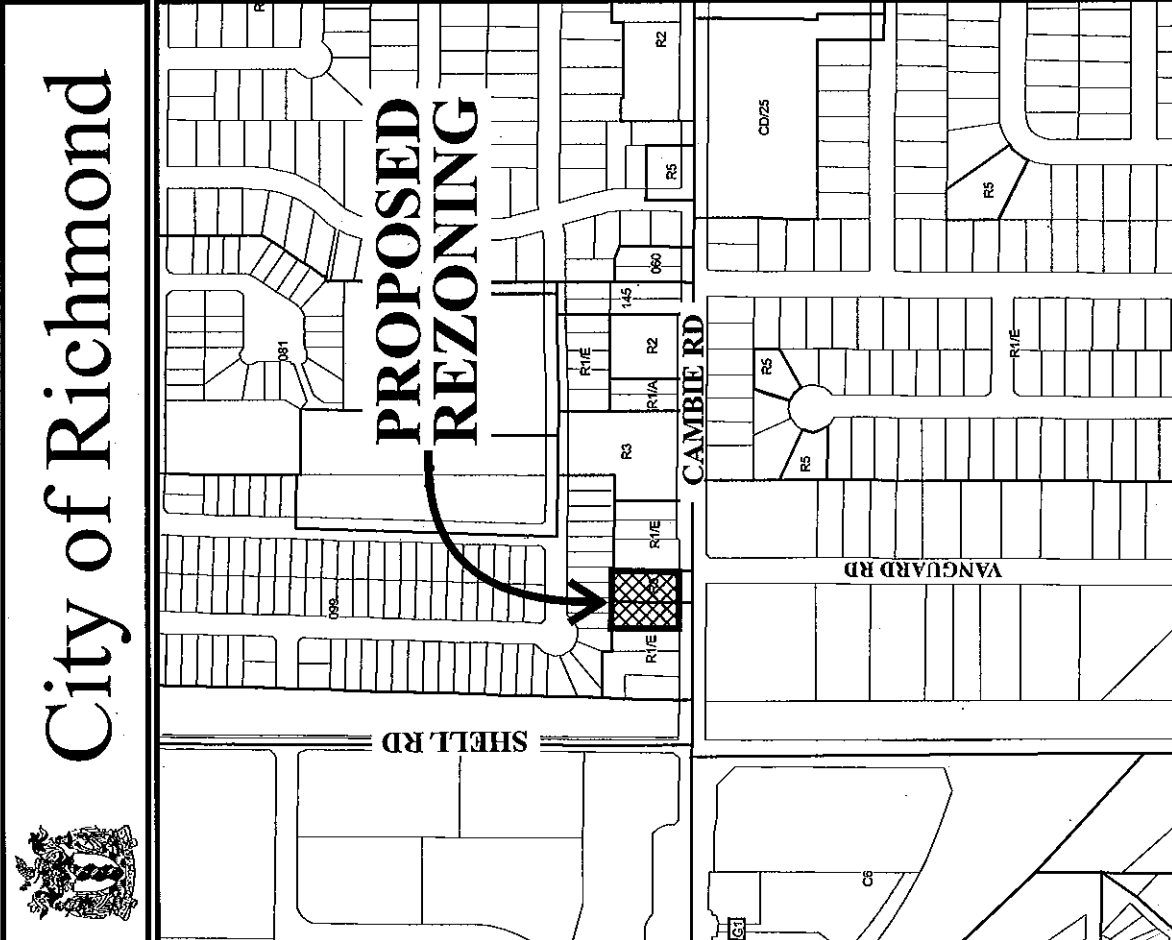 City of Richmond
PROPOSED
REZONING
CAMBIE RD
SHELL RD
VANGUARD RD
R2
CD/25
R5
R5
060
145
R2
R1/E
R1/A
081
R3
R5
R5
R1/E
R1/E
099
R1/E
C6
G1